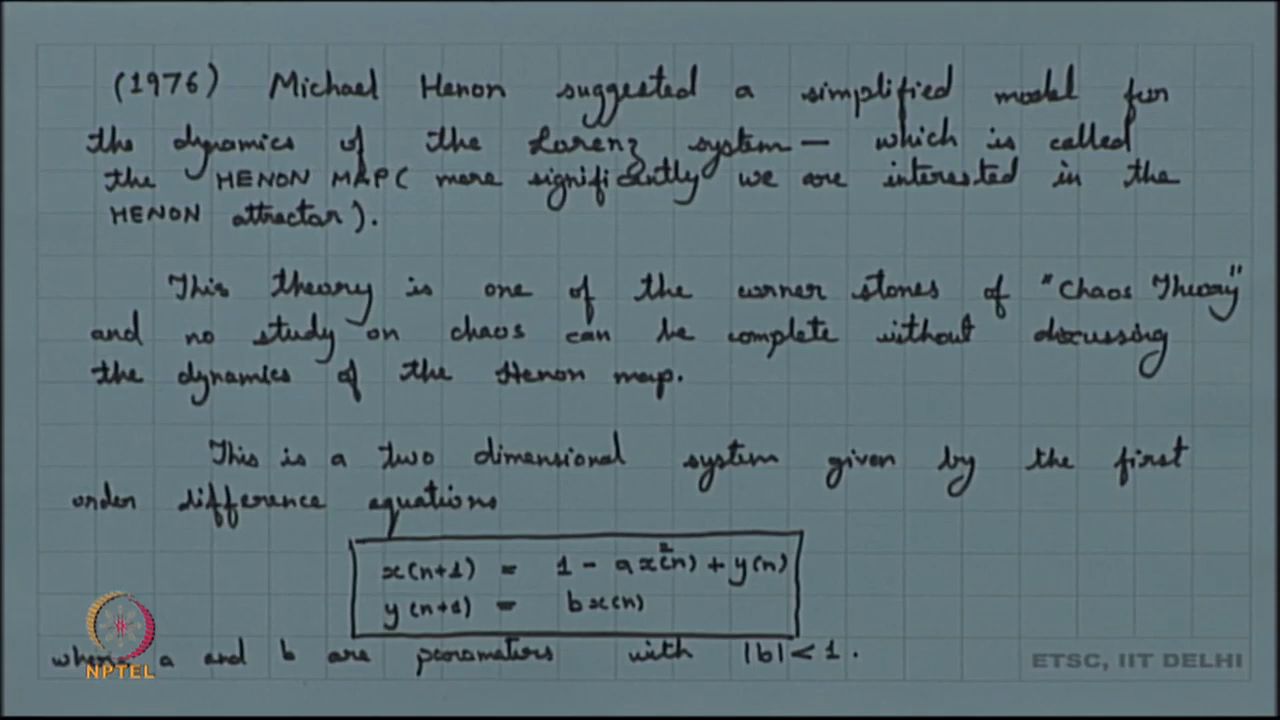 (1976) Michael Henon suggested a simplified model for
the dynamics of the Lorenz system — which is called
the HENON MAP( more significantly we are interested in the
HENON attractor).
This theory is one of the corner stones of "Chaos Theory"
and no study on chaos can be complete without discussing
the dynamics of the Henon map.
This is a two dimensional system given by the first
order difference equations
x(n+1) = 1 - ax²(n) + y(n)
y(n+1) = bx(n)
where a and b are parameters with |b| < 1.
NPTEL
ETSC, IIT DELHI